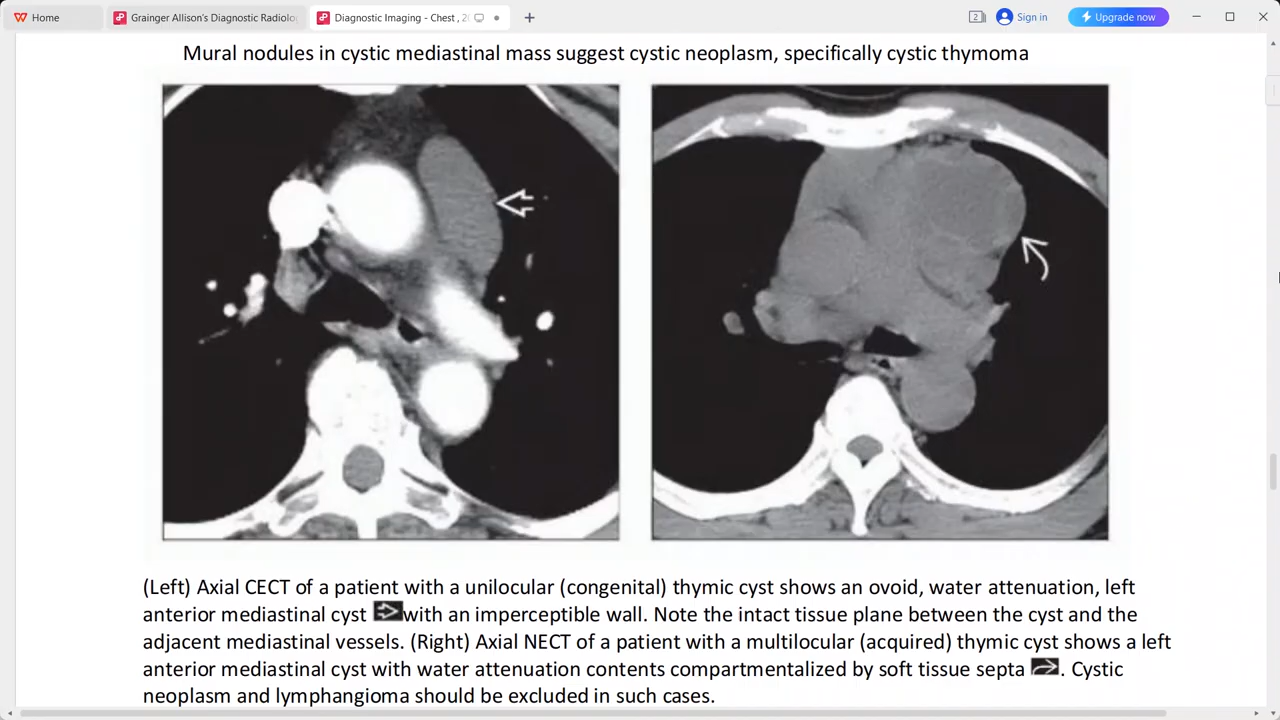 Home
Grainger Allison's Diagnostic Radiolo
Diagnostic Imaging - Chest , 2
2
Sign in
Upgrade now
Mural nodules in cystic mediastinal mass suggest cystic neoplasm, specifically cystic thymoma
(Left) Axial CECT of a patient with a unilocular (congenital) thymic cyst shows an ovoid, water attenuation, left
anterior mediastinal cyst with an imperceptible wall. Note the intact tissue plane between the cyst and the
adjacent mediastinal vessels. (Right) Axial NECT of a patient with a multilocular (acquired) thymic cyst shows a left
anterior mediastinal cyst with water attenuation contents compartmentalized by soft tissue septa . Cystic
neoplasm and lymphangioma should be excluded in such cases.